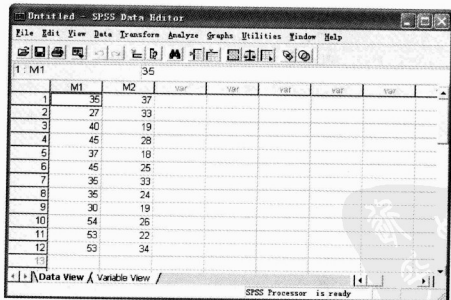 Untitled - SPSS Data Editor
File Edit View Data Transform Analyze Graphs Utilities Window Help
1 : M1 35
M1 M2 var var var var var
1 35 37
2 27 33
3 40 19
4 45 28
5 37 18
6 45 25
7 35 33
8 35 24
9 30 19
10 54 26
11 53 22
12 53 34
13
Data View Variable View
SPSS Processor is ready